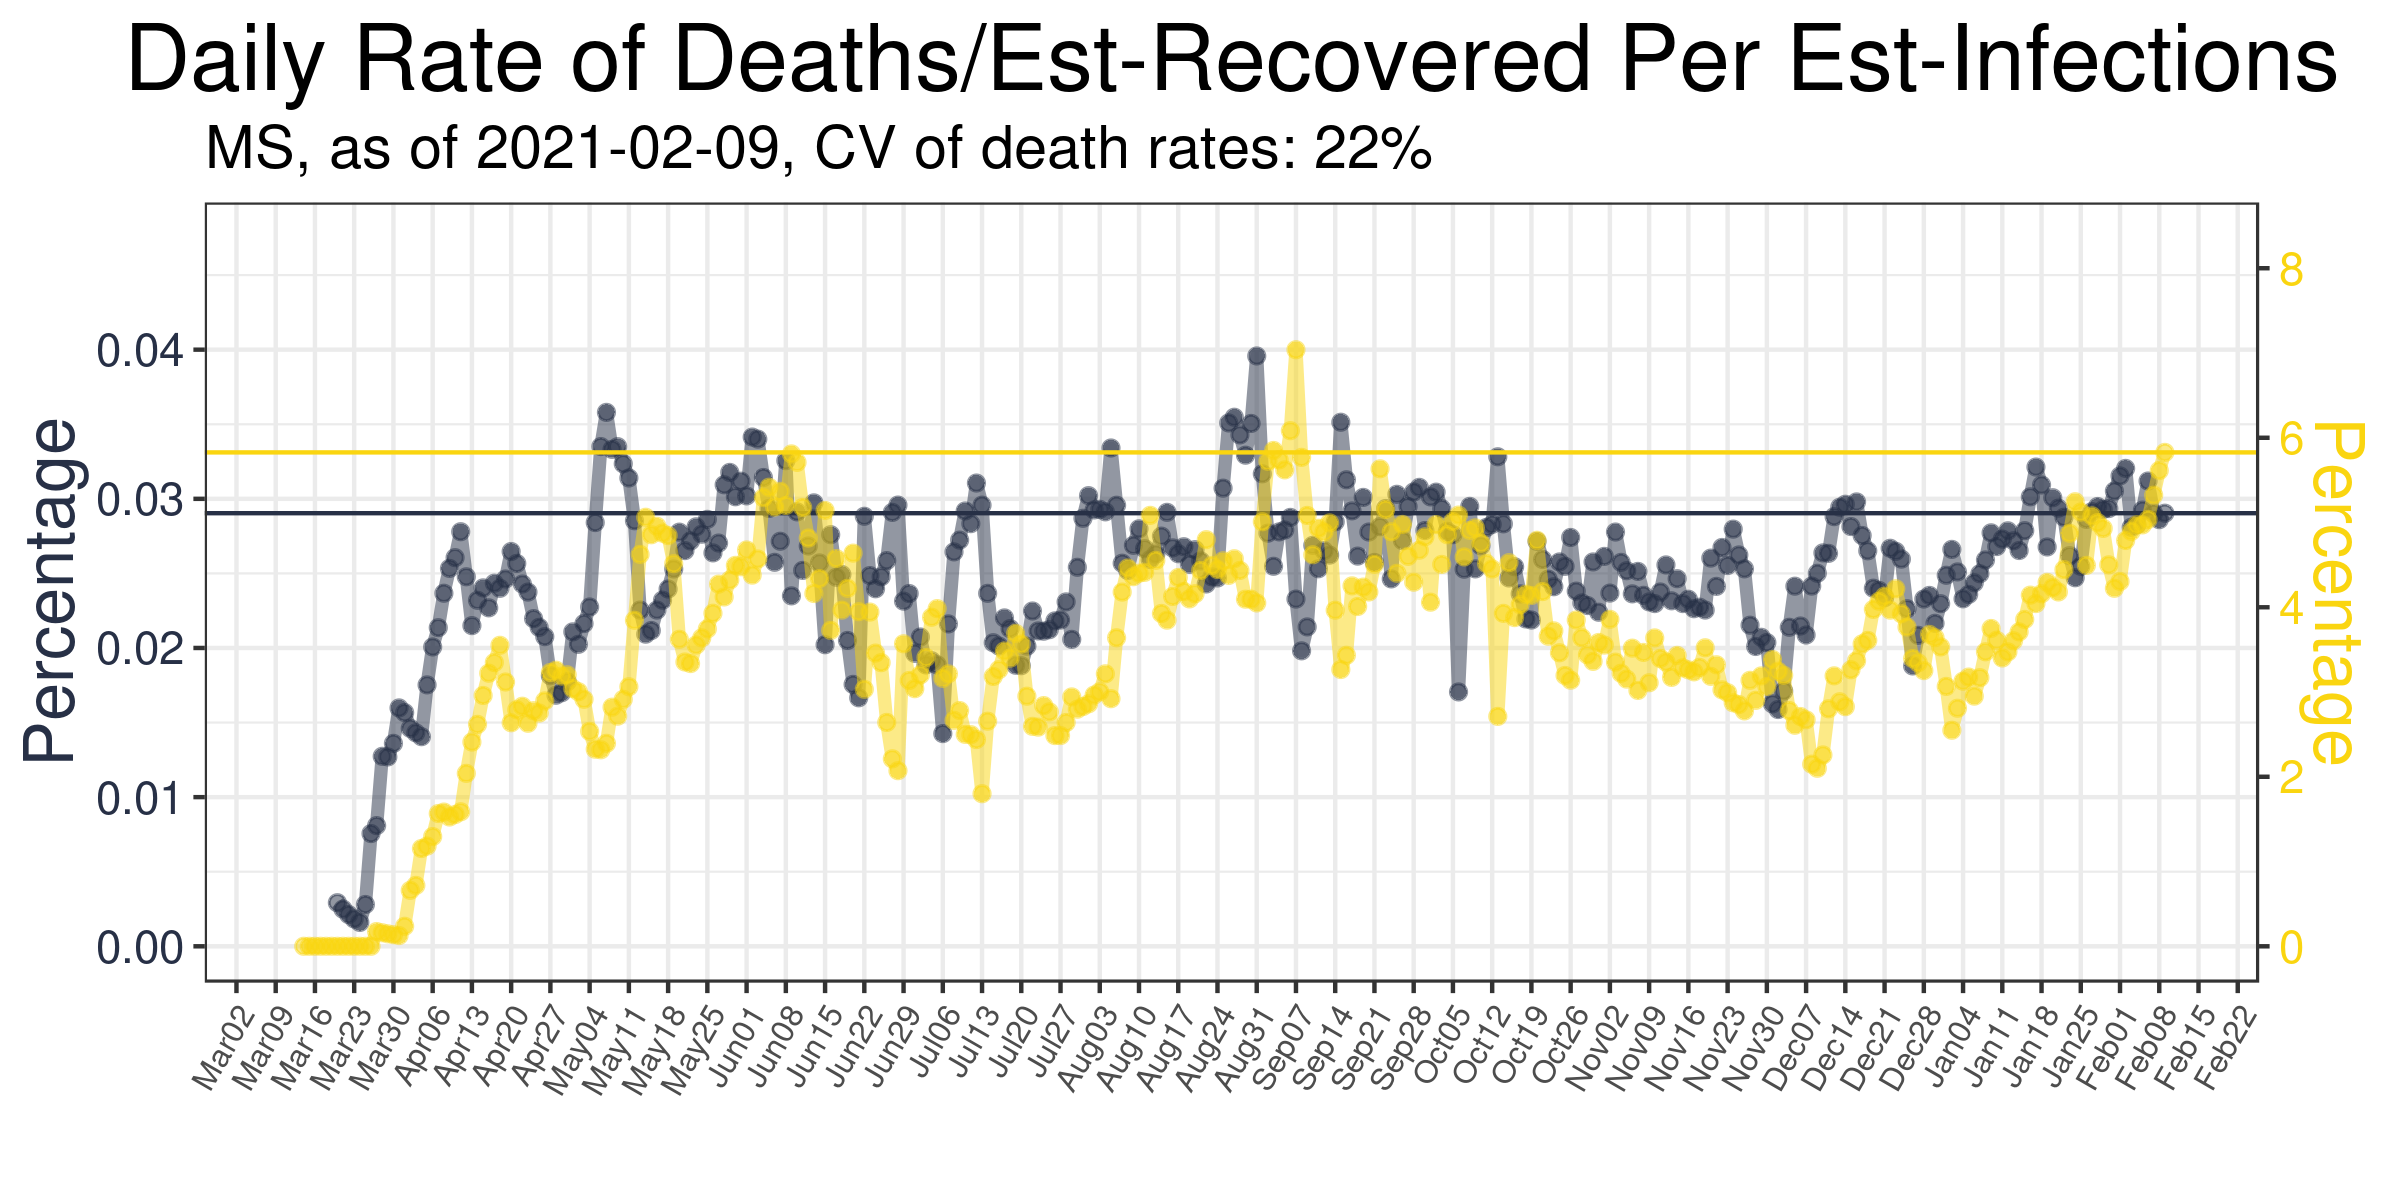 Daily Rate of Deaths/Est-Recovered Per Est-Infections
MS, as of 2021-02-09, CV of death rates: 22%
Percentage
0.04
0.03
0.02
0.01
0.00
8
6
4
2
0
Percentage
Mar02
Mar09
Mar16
Mar23
Mar30
Apr06
Apr13
Apr20
Apr27
May04
May11
May18
May25
Jun01
Jun08
Jun15
Jun22
Jun29
Jul06
Jul13
Jul20
Jul27
Aug03
Aug10
Aug17
Aug24
Aug31
Sep07
Sep14
Sep21
Sep28
Oct05
Oct12
Oct19
Oct26
Nov02
Nov09
Nov16
Nov23
Nov30
Dec07
Dec14
Dec21
Dec28
Jan04
Jan11
Jan18
Jan25
Feb01
Feb08
Feb15
Feb22